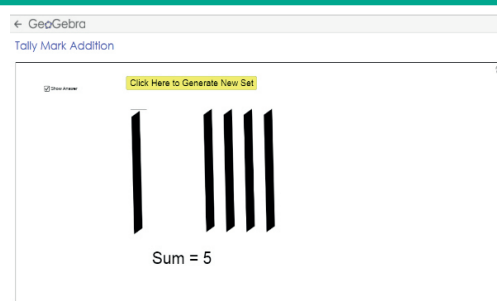 ← GeoGebra
Tally Mark Addition
Click Here to Generate New Set
Show Answer
Sum = 5